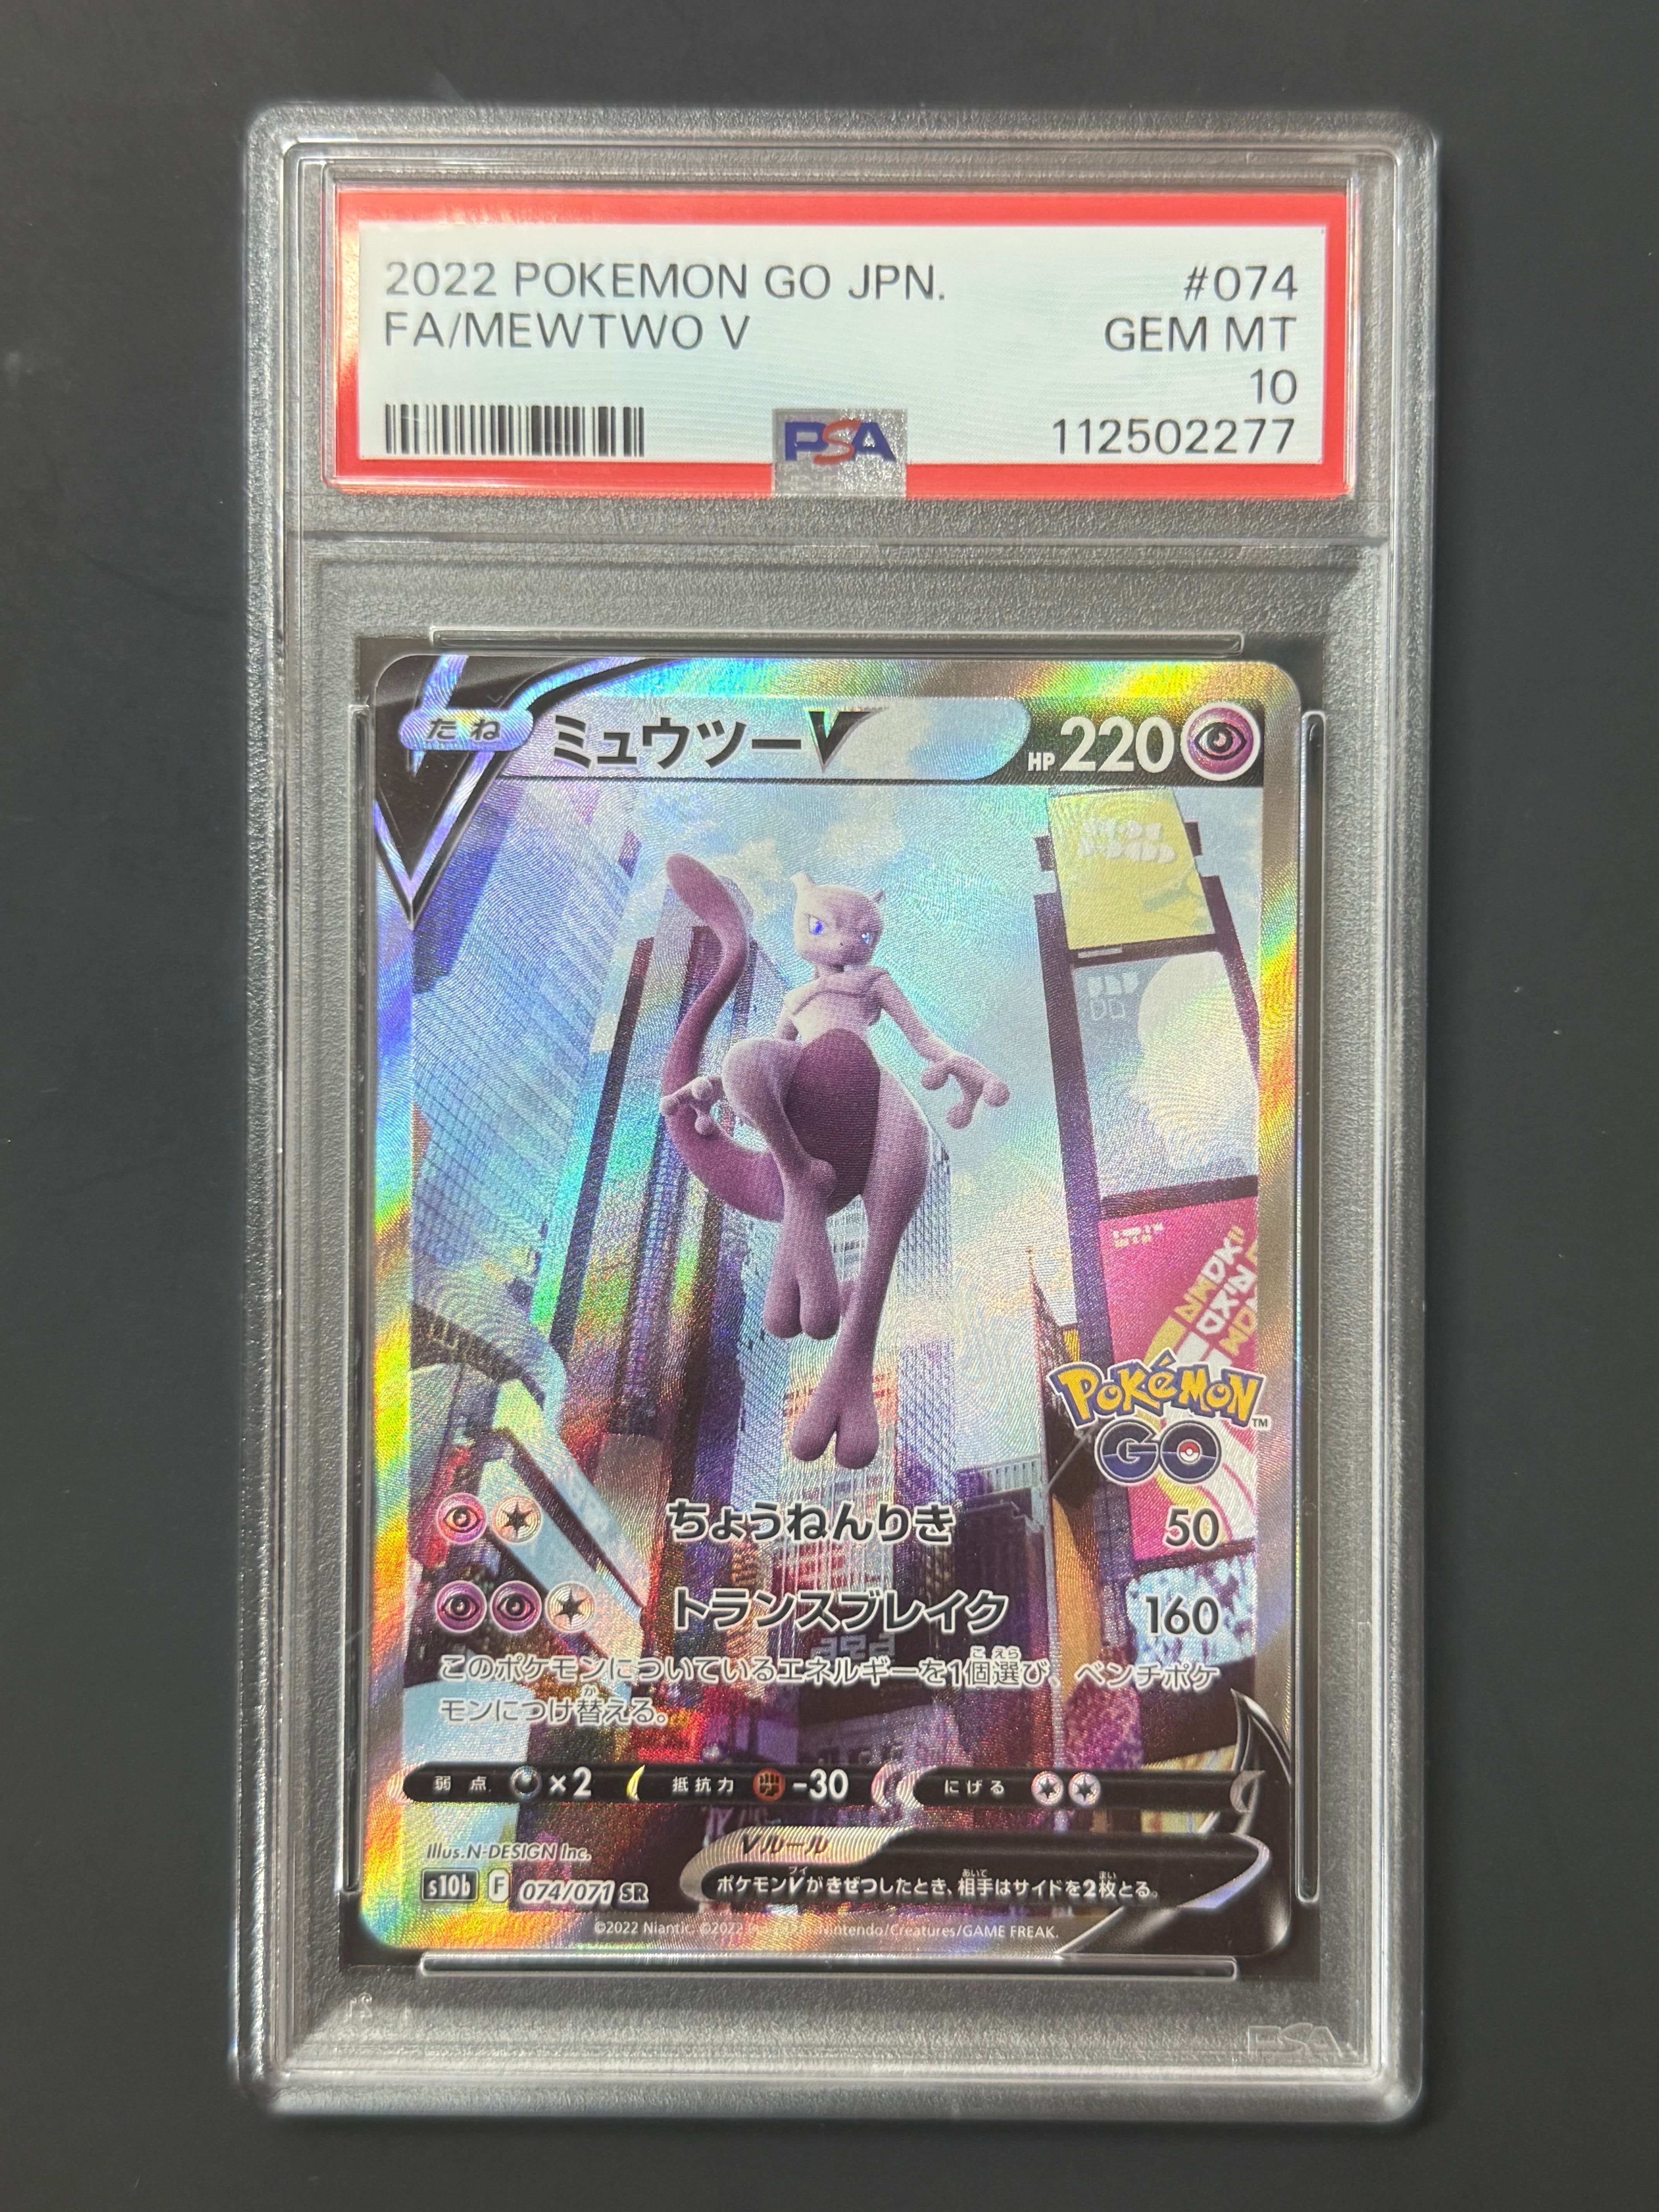 2022 POKEMON GO JPN. #074
FA/MEWTWO V GEM MT
10
PSA 112502277
たね ミュウツーV HP 220
POKéMON™
GO
ちょうねんりき 50
トランスブレイク 160
このポケモンについているエネルギーを1個選び、ベンチポケ
モンにつけ替える。
弱点 ×2 抵抗力 -30 にげる
Illus. N-DESIGN Inc.
Vルール
ポケモンVがきぜつしたとき、相手はサイドを2枚とる。
s10b F 074/071 SR
©2022 Niantic. ©2022 Nintendo/Creatures/GAME FREAK.
PSA